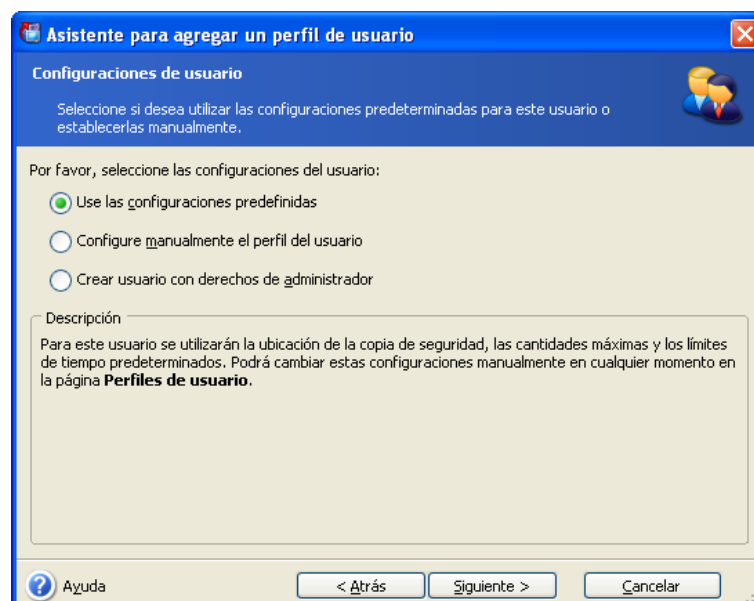 Asistente para agregar un perfil de usuario
Configuraciones de usuario
Seleccione si desea utilizar las configuraciones predeterminadas para este usuario o
establecerlas manualmente.
Por favor, seleccione las configuraciones del usuario:
Use las configuraciones predefinidas
Configure manualmente el perfil del usuario
Crear usuario con derechos de administrador
Descripción
Para este usuario se utilizarán la ubicación de la copia de seguridad, las cantidades máximas y los límites
de tiempo predeterminados. Podrá cambiar estas configuraciones manualmente en cualquier momento en
la página Perfiles de usuario.
Ayuda
< Atrás
Siguiente >
Cancelar